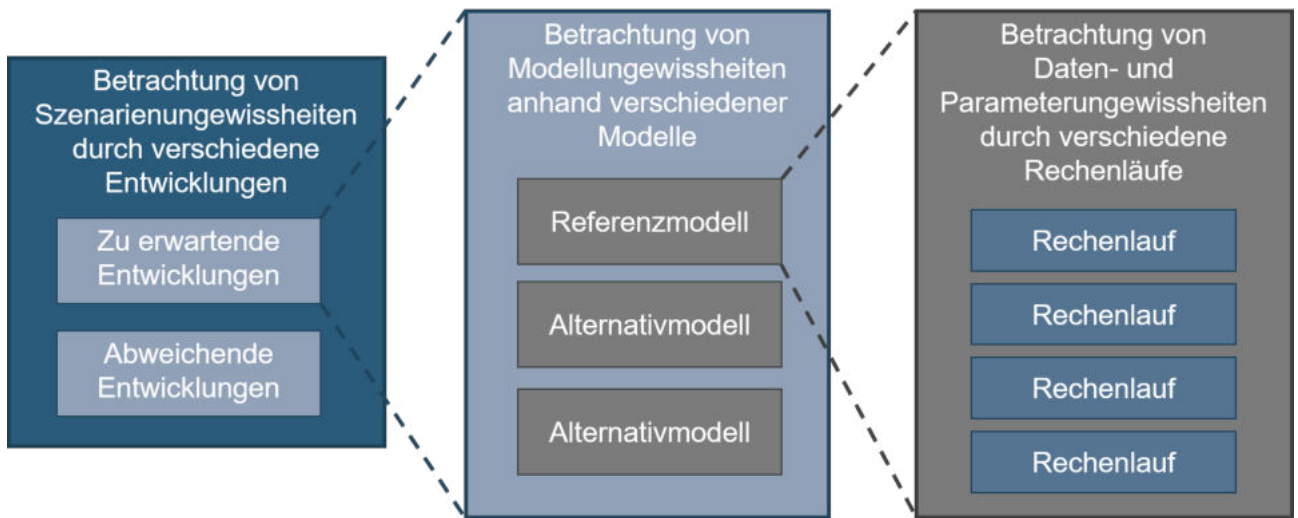 Betrachtung von
Szenarienungewissheiten
durch verschiedene
Entwicklungen
Zu erwartende
Entwicklungen
Abweichende
Entwicklungen
Betrachtung von
Modellungewissheiten
anhand verschiedener
Modelle
Referenzmodell
Alternativmodell
Alternativmodell
Betrachtung von
Daten- und
Parameterungewissheiten
durch verschiedene
Rechenläufe
Rechenlauf
Rechenlauf
Rechenlauf
Rechenlauf